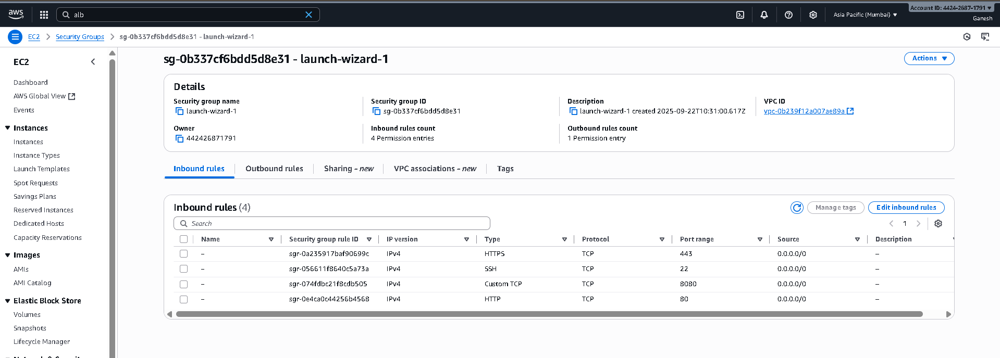 aws
alb
Asia Pacific (Mumbai)
Account ID: 4424-2687-1791
Ganesh
EC2
Security Groups
sg-0b337cf6bdd5d8e31 - launch-wizard-1
EC2
Dashboard
AWS Global View
Events
Instances
Instances
Instance Types
Launch Templates
Spot Requests
Savings Plans
Reserved Instances
Dedicated Hosts
Capacity Reservations
Images
AMIs
AMI Catalog
Elastic Block Store
Volumes
Snapshots
Lifecycle Manager
sg-0b337cf6bdd5d8e31 - launch-wizard-1
Actions
Details
Security group name
launch-wizard-1
Security group ID
sg-0b337cf6bdd5d8e31
Description
launch-wizard-1 created 2025-09-22T10:31:00.617Z
VPC ID
vpc-0b239f12a007ae89a
Owner
442426871791
Inbound rules count
4 Permission entries
Outbound rules count
1 Permission entry
Inbound rules Outbound rules Sharing - new VPC associations - new Tags
Inbound rules (4)
Manage tags
Edit inbound rules
Search
1
Name Security group rule ID IP version Type Protocol Port range Source Description
– sgr-0a235917baf90699c IPv4 HTTPS TCP 443 0.0.0.0/0 –
– sgr-056611f8640c5a73a IPv4 SSH TCP 22 0.0.0.0/0 –
– sgr-074fdbc21f8cdb505 IPv4 Custom TCP TCP 8080 0.0.0.0/0 –
– sgr-0e4ca0c44256b4568 IPv4 HTTP TCP 80 0.0.0.0/0 –